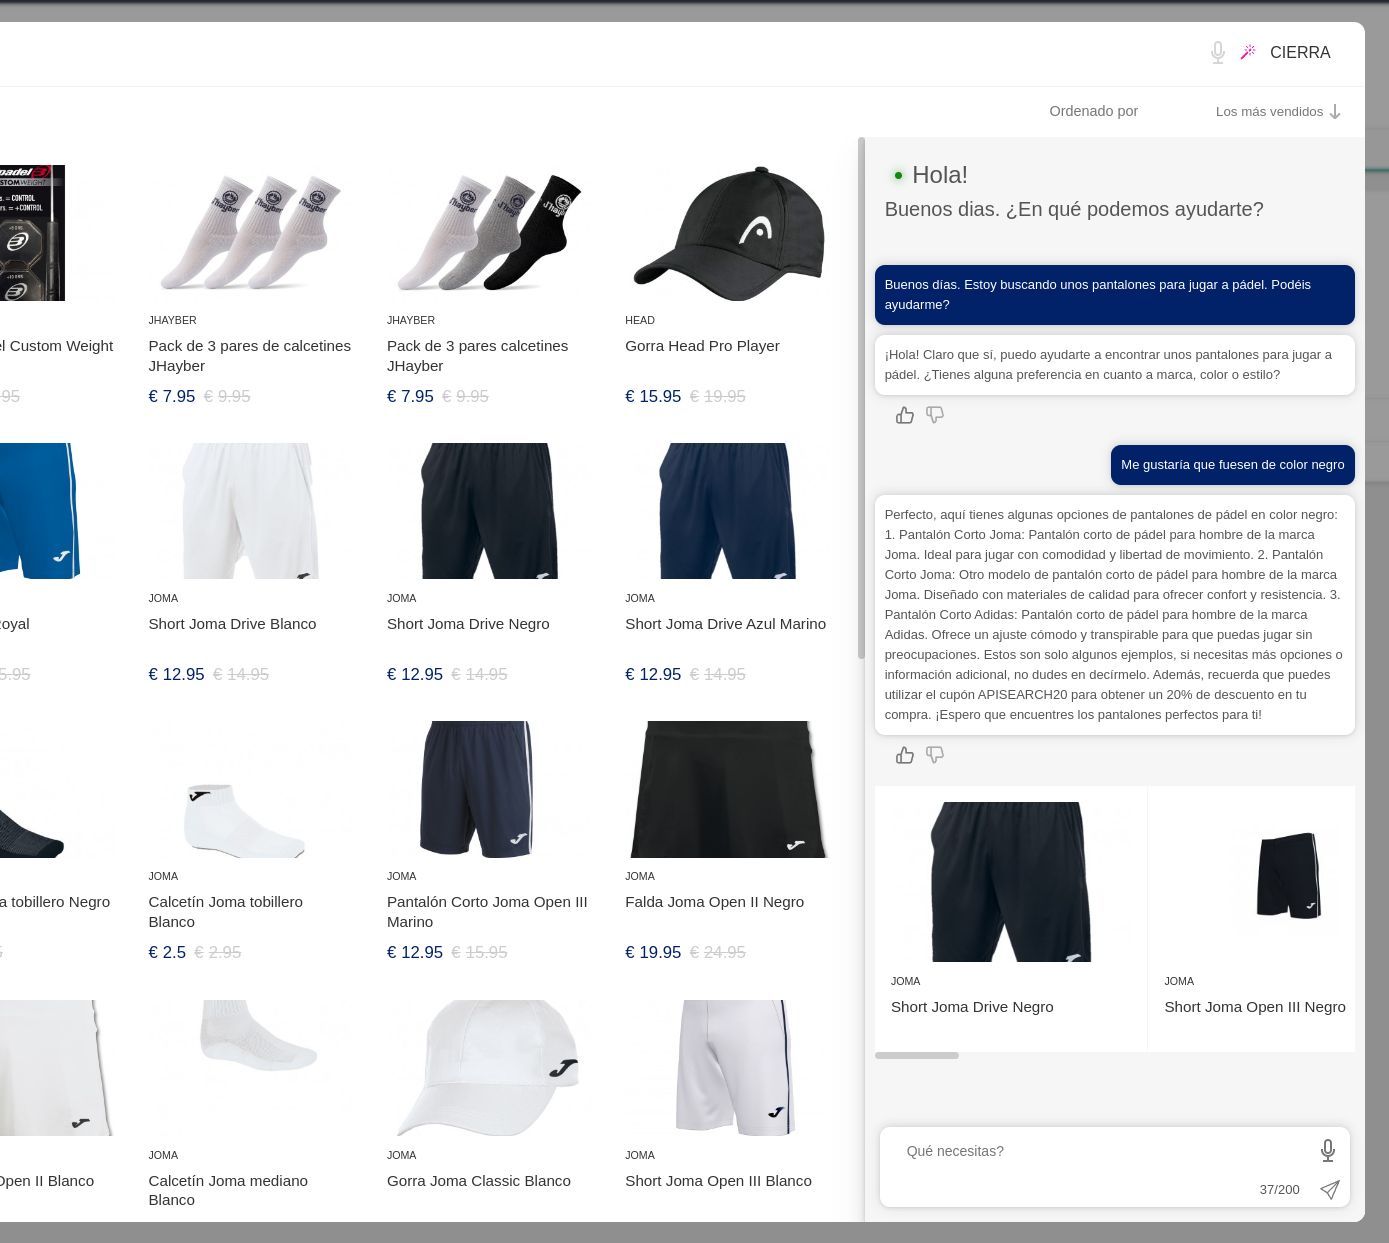 CIERRA
Ordenado por
Los más vendidos
s. = CONTROL
rs. = +CONTROL
el Custom Weight
95
JHAYBER
Pack de 3 pares de calcetines
JHayber
€ 7.95 € 9.95
JHAYBER
Pack de 3 pares calcetines
JHayber
€ 7.95 € 9.95
HEAD
Gorra Head Pro Player
€ 15.95 € 19.95
Royal
5.95
JOMA
Short Joma Drive Blanco
€ 12.95 € 14.95
JOMA
Short Joma Drive Negro
€ 12.95 € 14.95
JOMA
Short Joma Drive Azul Marino
€ 12.95 € 14.95
a tobillero Negro
JOMA
Calcetín Joma tobillero
Blanco
€ 2.5 € 2.95
JOMA
Pantalón Corto Joma Open III
Marino
€ 12.95 € 15.95
JOMA
Falda Joma Open II Negro
€ 19.95 € 24.95
Open II Blanco
JOMA
Calcetín Joma mediano
Blanco
JOMA
Gorra Joma Classic Blanco
JOMA
Short Joma Open III Blanco
Hola!
Buenos dias. ¿En qué podemos ayudarte?
Buenos días. Estoy buscando unos pantalones para jugar a pádel. Podéis
ayudarme?
¡Hola! Claro que sí, puedo ayudarte a encontrar unos pantalones para jugar a
pádel. ¿Tienes alguna preferencia en cuanto a marca, color o estilo?
Me gustaría que fuesen de color negro
Perfecto, aquí tienes algunas opciones de pantalones de pádel en color negro:
1. Pantalón Corto Joma: Pantalón corto de pádel para hombre de la marca
Joma. Ideal para jugar con comodidad y libertad de movimiento. 2. Pantalón
Corto Joma: Otro modelo de pantalón corto de pádel para hombre de la marca
Joma. Diseñado con materiales de calidad para ofrecer confort y resistencia. 3.
Pantalón Corto Adidas: Pantalón corto de pádel para hombre de la marca
Adidas. Ofrece un ajuste cómodo y transpirable para que puedas jugar sin
preocupaciones. Estos son solo algunos ejemplos, si necesitas más opciones o
información adicional, no dudes en decírmelo. Además, recuerda que puedes
utilizar el cupón APISEARCH20 para obtener un 20% de descuento en tu
compra. ¡Espero que encuentres los pantalones perfectos para ti!
JOMA
Short Joma Drive Negro
JOMA
Short Joma Open III Negro
Qué necesitas?
37/200